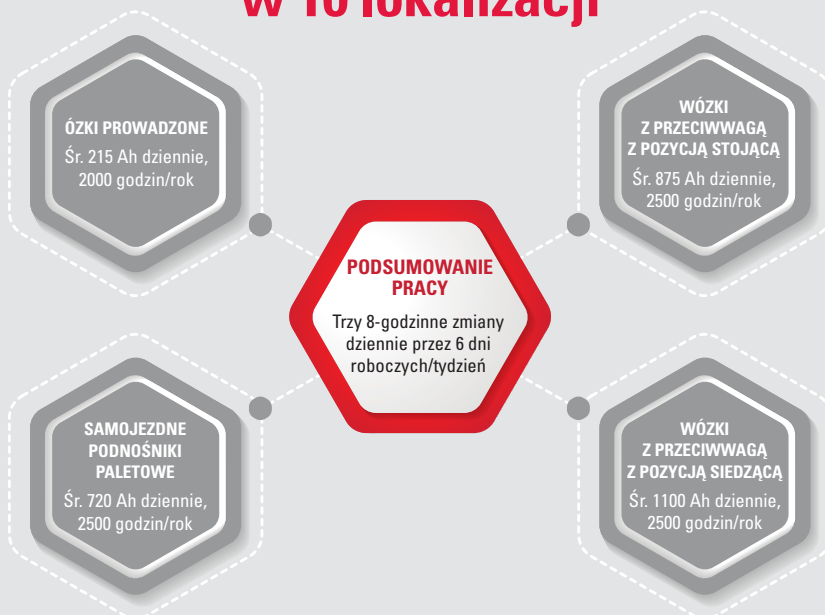 w 10 lokalizacji
ÓZKI PROWADZONE
Śr. 215 Ah dziennie,
2000 godzin/rok
WÓZKI
Z PRZECIWWAGĄ
Z POZYCJĄ STOJĄCĄ
Śr. 875 Ah dziennie,
2500 godzin/rok
PODSUMOWANIE
PRACY
Trzy 8-godzinne zmiany
dziennie przez 6 dni
roboczych/tydzień
SAMOJEZDNE
PODNOŚNIKI
PALETOWE
Śr. 720 Ah dziennie,
2500 godzin/rok
WÓZKI
Z PRZECIWWAGĄ
Z POZYCJĄ SIEDZĄCĄ
Śr. 1100 Ah dziennie,
2500 godzin/rok